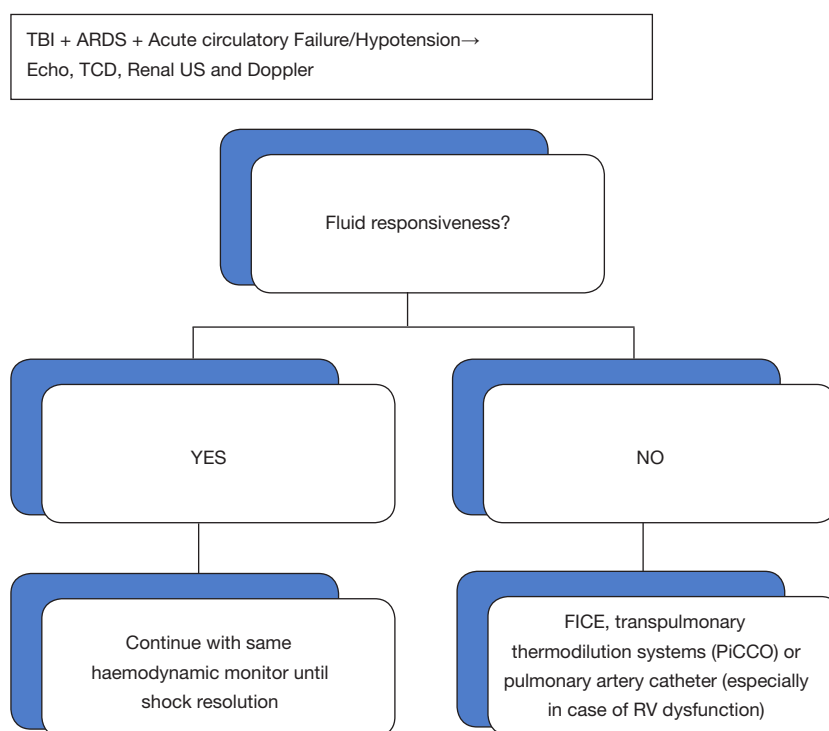 TBI + ARDS + Acute circulatory Failure/Hypotension→
Echo, TCD, Renal US and Doppler
Fluid responsiveness?
YES
NO
Continue with same
haemodynamic monitor until
shock resolution
FICE, transpulmonary
thermodilution systems (PiCCO) or
pulmonary artery catheter (especially
in case of RV dysfunction)